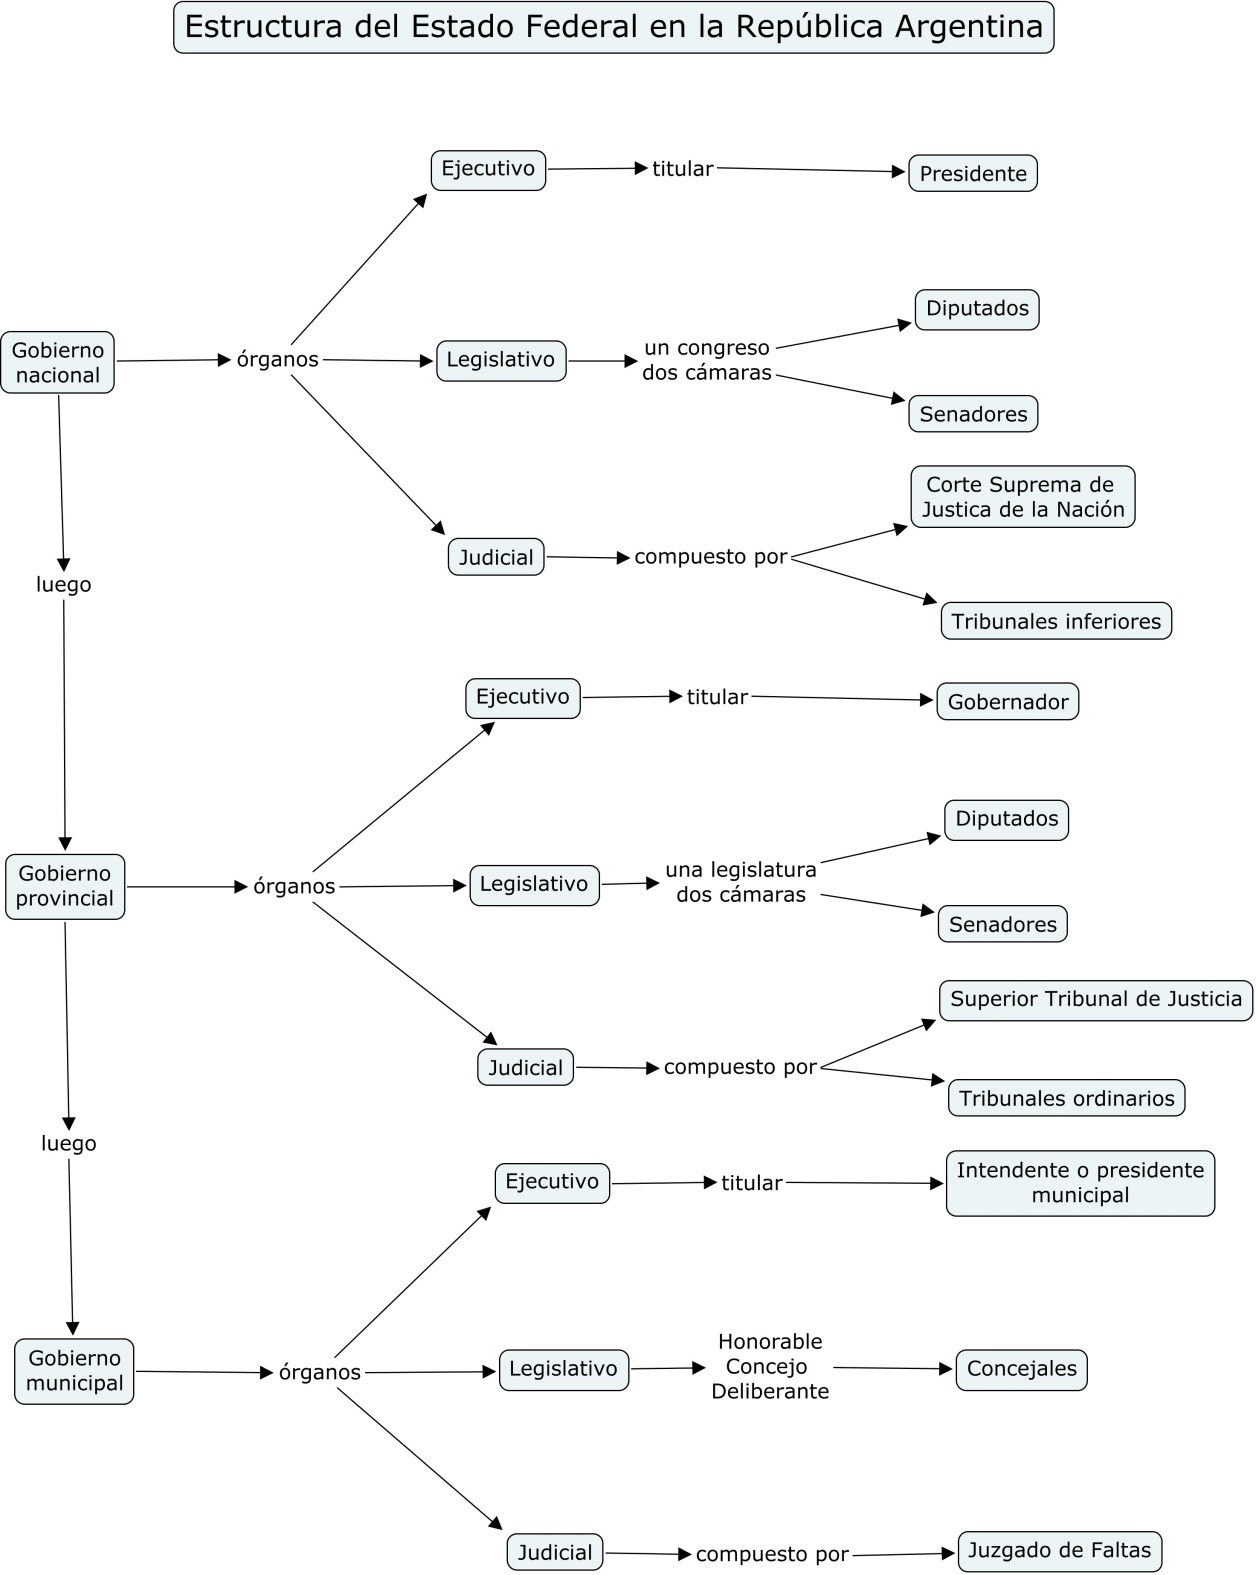 Estructura del Estado Federal en la República Argentina
Ejecutivo
titular
Presidente
Gobierno
nacional
órganos
Legislativo
un congreso
dos cámaras
Diputados
Senadores
Judicial
compuesto por
Corte Suprema de
Justica de la Nación
Tribunales inferiores
luego
Ejecutivo
titular
Gobernador
Gobierno
provincial
órganos
Legislativo
una legislatura
dos cámaras
Diputados
Senadores
Judicial
compuesto por
Superior Tribunal de Justicia
Tribunales ordinarios
luego
Ejecutivo
titular
Intendente o presidente
municipal
Gobierno
municipal
órganos
Legislativo
Honorable
Concejo
Deliberante
Concejales
Judicial
compuesto por
Juzgado de Faltas